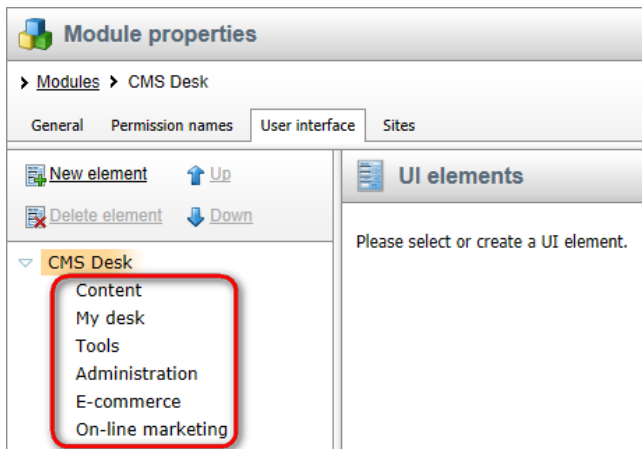 Module properties
Modules > CMS Desk
General Permission names User interface Sites
New element Up
Delete element Down
UI elements
Please select or create a UI element.
CMS Desk
Content
My desk
Tools
Administration
E-commerce
On-line marketing